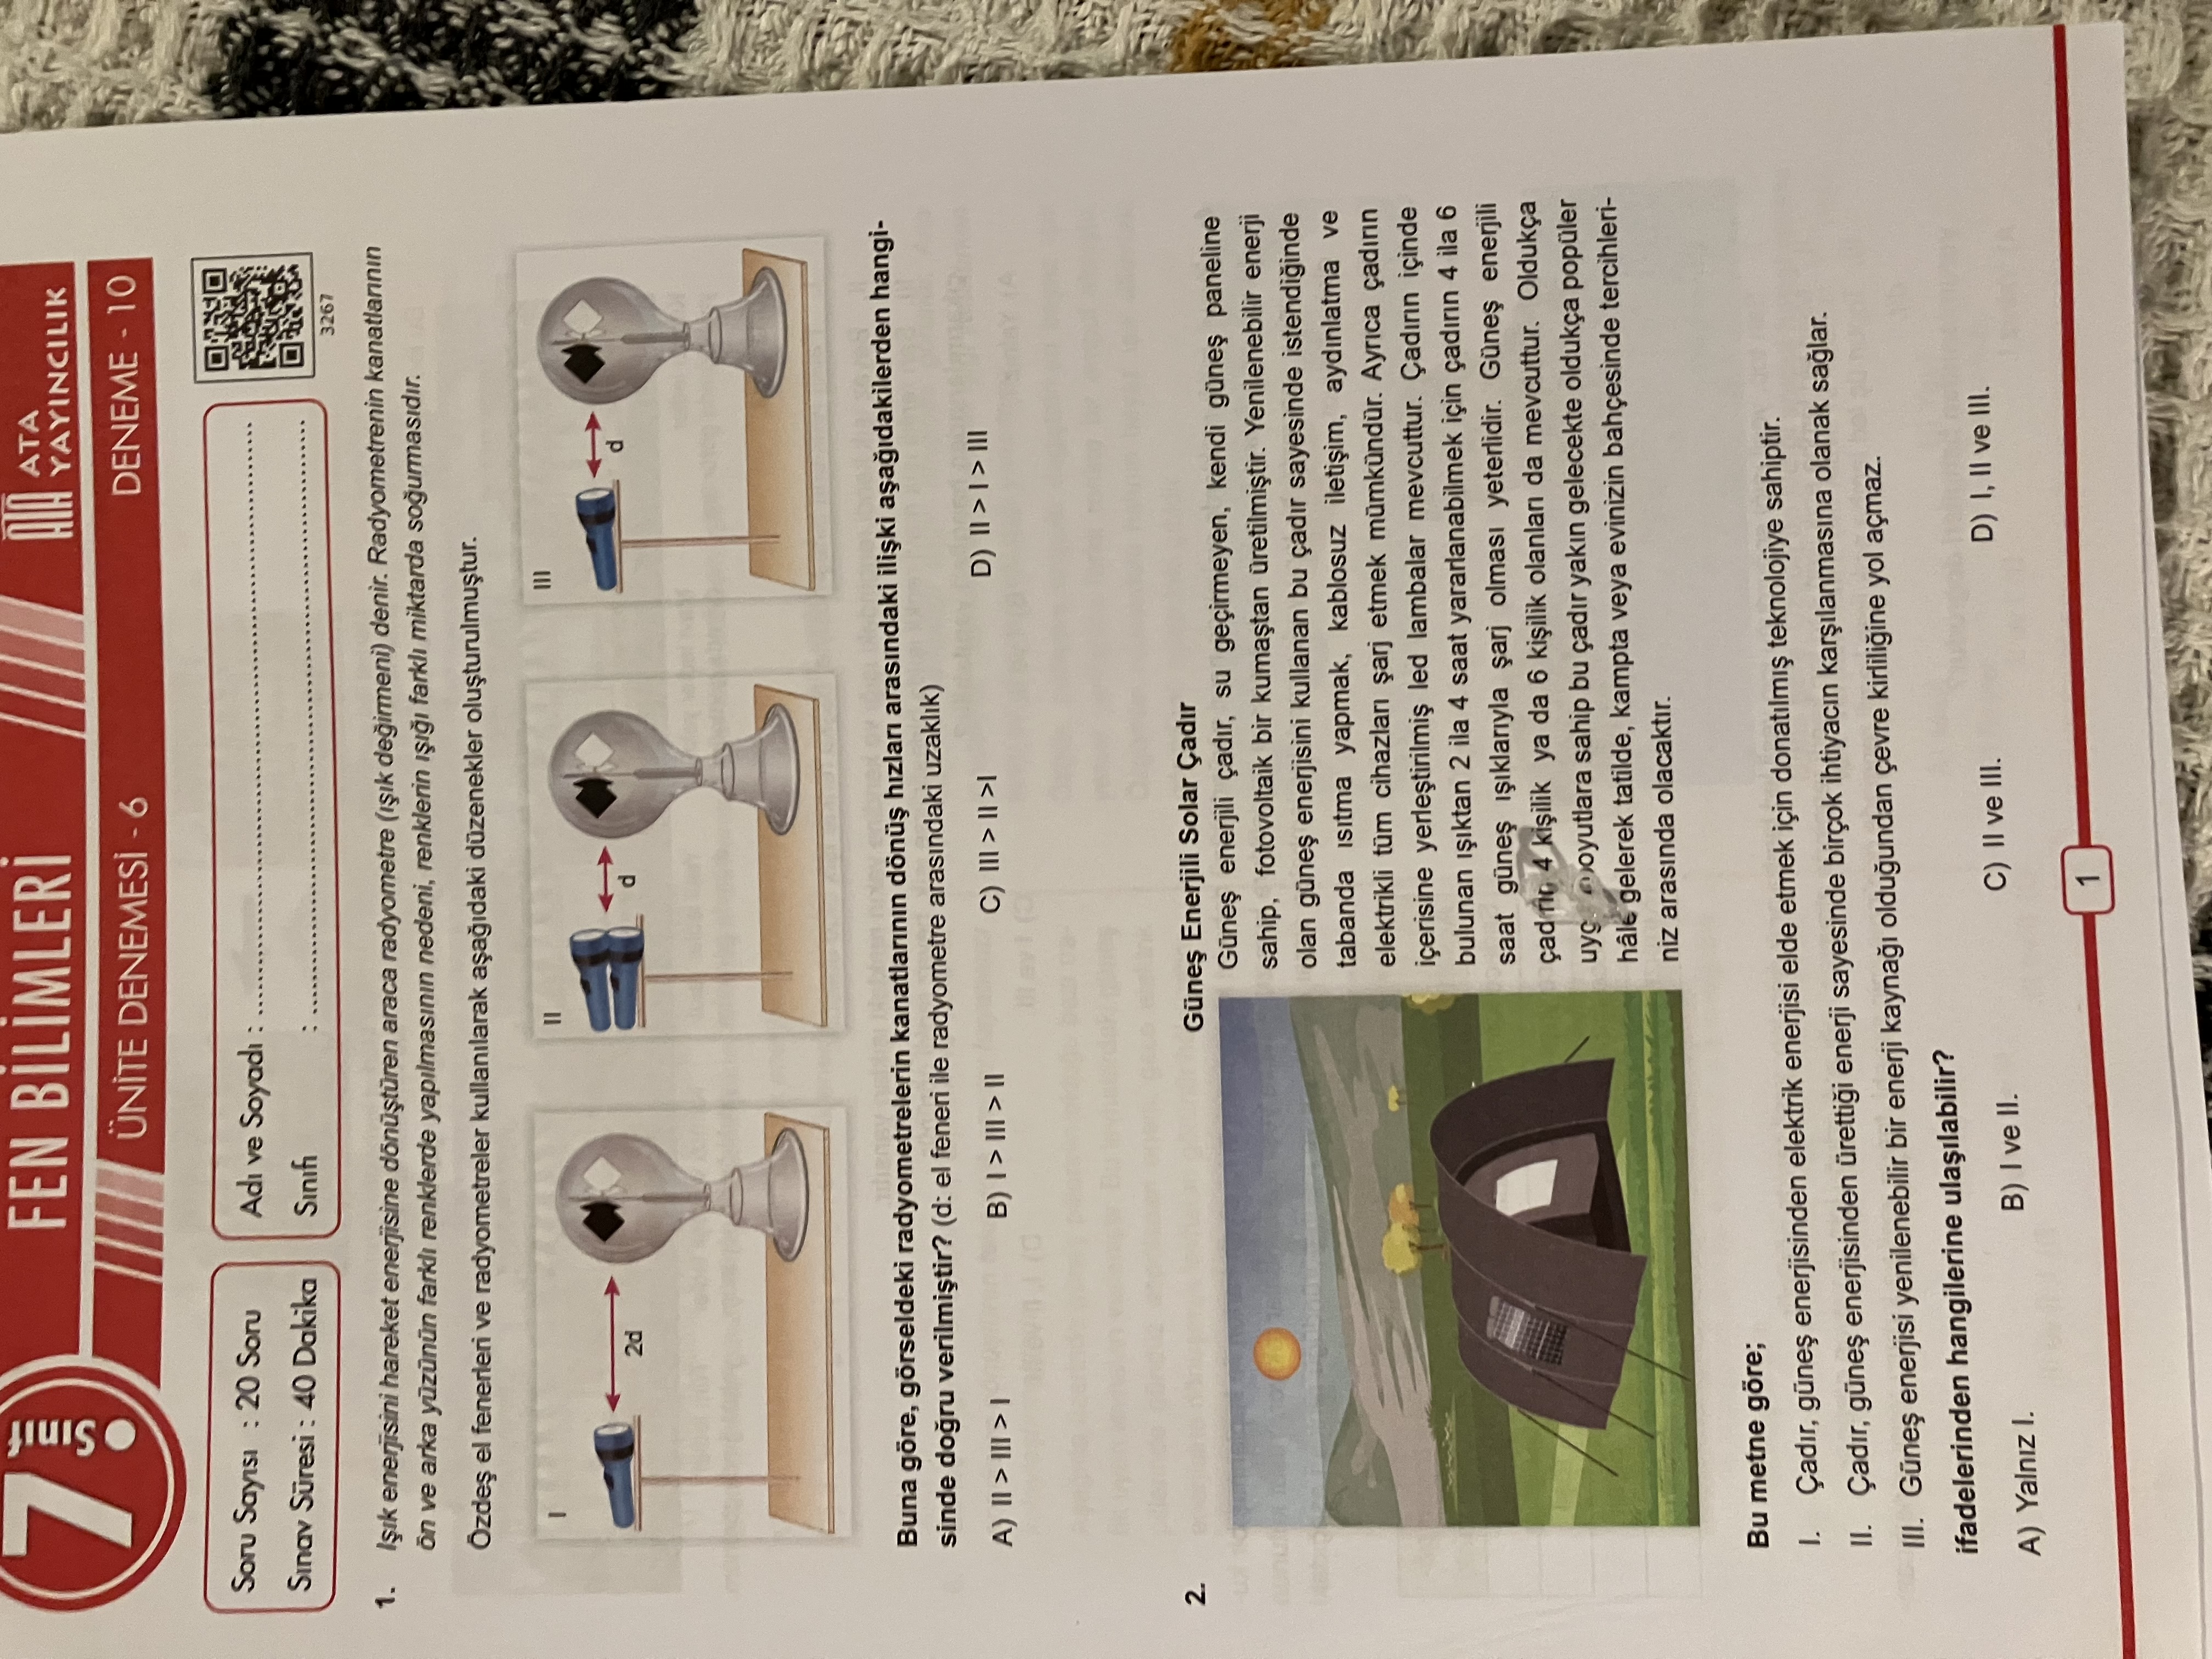 7. Sınıf
FEN BİLİMLERİ
ATA
ATA
YAYINCILIK
ÜNİTE DENEMESİ - 6
DENEME - 10
Soru Sayısı : 20 Soru
Sınav Süresi : 40 Dakika
Adı ve Soyadı : ..........................................................................
Sınıfı : ..........................................................................
3267
1. Işık enerjisini hareket enerjisine dönüştüren araca radyometre (ışık değirmeni) denir. Radyometrenin kanatlarının
ön ve arka yüzünün farklı renklerde yapılmasının nedeni, renklerin ışığı farklı miktarda soğurmasıdır.
Özdeş el fenerleri ve radyometreler kullanılarak aşağıdaki düzenekler oluşturulmuştur.
I
2d
II
d
III
d
Buna göre, görseldeki radyometrelerin kanatlarının dönüş hızları arasındaki ilişki aşağıdakilerden hangi-
sinde doğru verilmiştir? (d: el feneri ile radyometre arasındaki uzaklık)
A) II > III > I B) I > III > II C) III > II >I D) II > I > III
2. Güneş Enerjili Solar Çadır
Güneş enerjili çadır, su geçirmeyen, kendi güneş paneline
sahip, fotovoltaik bir kumaştan üretilmiştir. Yenilenebilir enerji
olan güneş enerjisini kullanan bu çadır sayesinde istendiğinde
tabanda ısıtma yapmak, kablosuz iletişim, aydınlatma ve
elektrikli tüm cihazları şarj etmek mümkündür. Ayrıca çadırın
içerisine yerleştirilmiş led lambalar mevcuttur. Çadırın içinde
bulunan ışıktan 2 ila 4 saat yararlanabilmek için çadırın 4 ila 6
saat güneş ışıklarıyla şarj olması yeterlidir. Güneş enerjili
4 kişilik ya da 6 kişilik olanları da mevcuttur. Oldukça
boyutlara sahip bu çadır yakın gelecekte oldukça popüler
hâle gelerek tatilde, kampta veya evinizin bahçesinde tercihleri-
niz arasında olacaktır.
Bu metne göre;
I. Çadır, güneş enerjisinden elektrik enerjisi elde etmek için donatılmış teknolojiye sahiptir.
II. Çadır, güneş enerjisinden ürettiği enerji sayesinde birçok ihtiyacın karşılanmasına olanak sağlar.
III. Güneş enerjisi yenilenebilir bir enerji kaynağı olduğundan çevre kirliliğine yol açmaz.
ifadelerinden hangilerine ulaşılabilir?
A) Yalnız I. B) I ve II. C) II ve III. D) I, II ve III.
1